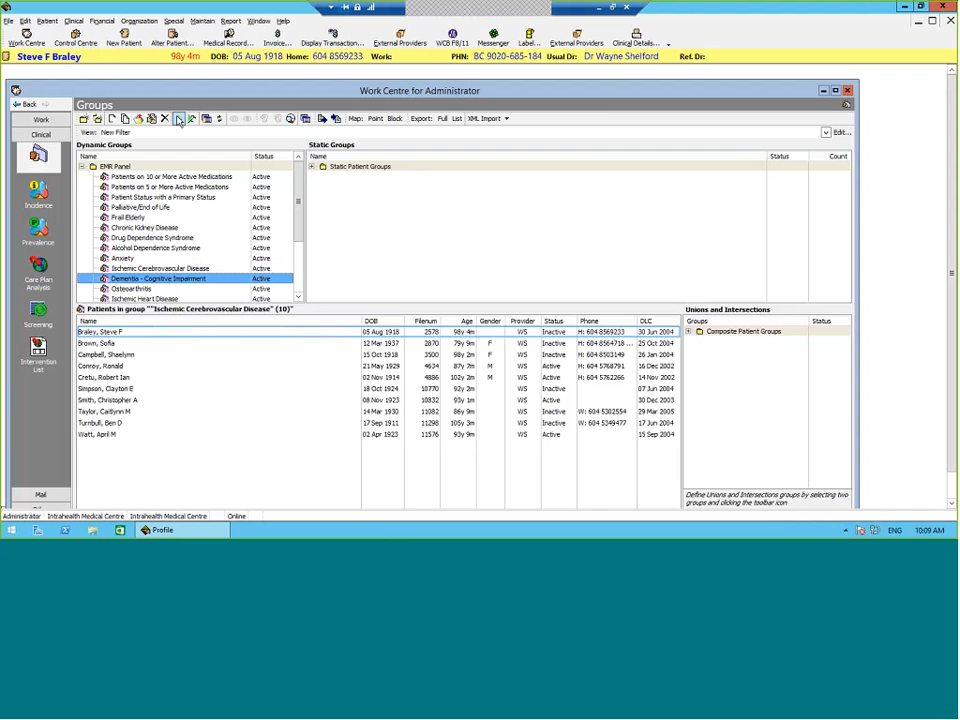 File Edit Patient Clinical Financial Organization Special Maintain Report Window Help
Work Centre Control Centre New Patient Alter Patient... Medical Record... Invoice... Display Transaction... External Providers WCB F8/11 Messenger Label... External Providers Clinical Details...
Steve F Braley 98y 4m DOB: 05 Aug 1918 Home: 604 8569233 Work: PHN: BC 9020-685-184 Usual Dr: Dr Wayne Shelford Ref. Dr:
Work Centre for Administrator
Back Groups
Work Map: Point Block Export: Full List XML Import
Clinical View: New Filter Edit...
Dynamic Groups Static Groups
Name Status Name Status Count
EMR Panel Static Patient Groups
Patients on 10 or More Active Medications Active
Patients on 5 or More Active Medications Active
Patient Status with a Primary Status Active
Palliative/End of Life Active
Frail Elderly Active
Chronic Kidney Disease Active
Drug Dependence Syndrome Active
Alcohol Dependence Syndrome Active
Anxiety Active
Ischemic Cerebrovascular Disease Active
Dementia - Cognitive Impairment Active
Osteoarthritis Active
Ischemic Heart Disease Active
Incidence
Prevalence
Care Plan
Analysis
Screening
Intervention
List
Mail
Patients in group ""Ischemic Cerebrovascular Disease" (10)" Unions and Intersections
Name DOB Filenum Age Gender Provider Status Phone DLC Groups Status
Braley, Steve F 05 Aug 1918 2578 98y 4m WS Inactive H: 604 8569233 30 Jun 2004 Composite Patient Groups
Brown, Sofia 12 Mar 1937 2870 79y 9m F WS Inactive H: 604 8564718 ... 25 Oct 2004
Campbell, Shaelynn 15 Oct 1918 3500 98y 2m F WS Inactive H: 604 8503149 26 Jan 2004
Conroy, Ronald 21 May 1929 4634 87y 7m M WS Active H: 604 5768791 16 Dec 2002
Cretu, Robert Ian 02 Nov 1914 4886 102y 2m M WS Active H: 604 5762266 14 Nov 2002
Simpson, Clayton E 18 Oct 1924 10770 92y 2m WS Inactive 07 Jun 2004
Smith, Christopher A 08 Nov 1923 10832 93y 1m WS Active 30 Dec 2003
Taylor, Caitlynn M 14 Mar 1930 11082 86y 9m WS Inactive W: 604 5302554 29 Mar 2005
Turnbull, Ben D 17 Sep 1911 11298 105y 3m WS Inactive W: 604 5349477 17 Jun 2004
Watt, April M 02 Apr 1923 11576 93y 9m WS Active 15 Sep 2004
Define Unions and Intersections groups by selecting two
groups and clicking the toolbar icon
Administrator Intrahealth Medical Centre Intrahealth Medical Centre Online
Profile ENG 10:09 AM